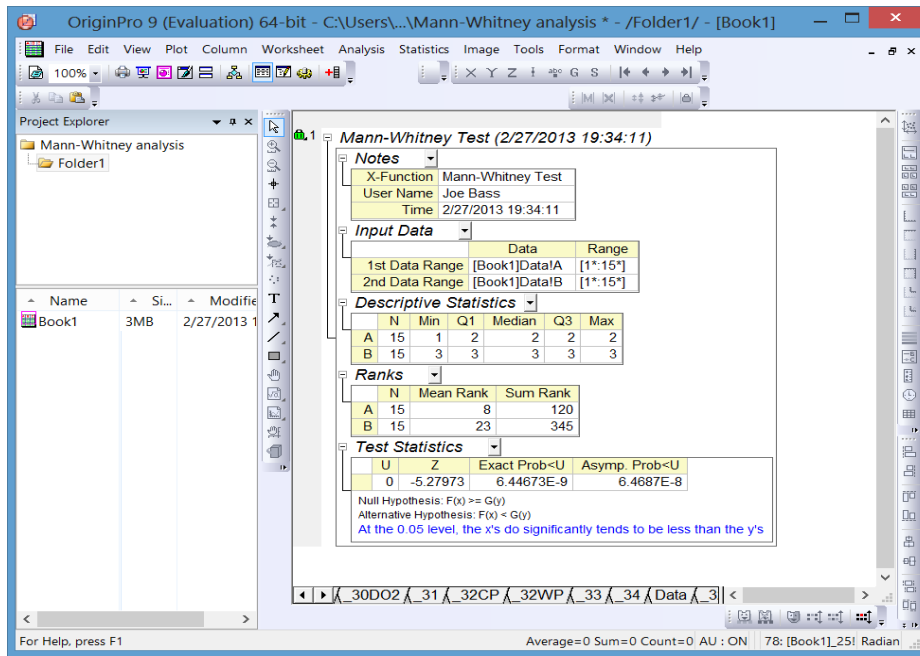 OriginPro 9 (Evaluation) 64-bit - C:\Users\...\Mann-Whitney analysis * - /Folder1/ - [Book1]
File Edit View Plot Column Worksheet Analysis Statistics Image Tools Format Window Help
100%
X Y Z abc G S
Project Explorer
Mann-Whitney analysis
Folder1
Name Si... Modifie
Book1 3MB 2/27/2013 1
1 Mann-Whitney Test (2/27/2013 19:34:11)
Notes
X-Function Mann-Whitney Test
User Name Joe Bass
Time 2/27/2013 19:34:11
Input Data
Data Range
1st Data Range [Book1]Data!A [1*:15*]
2nd Data Range [Book1]Data!B [1*:15*]
Descriptive Statistics
N Min Q1 Median Q3 Max
A 15 1 2 2 2 2
B 15 3 3 3 3 3
Ranks
N Mean Rank Sum Rank
A 15 8 120
B 15 23 345
Test Statistics
U Z Exact Prob<U Asymp. Prob<U
0 -5.27973 6.44673E-9 6.4687E-8
Null Hypothesis: F(x) >= G(y)
Alternative Hypothesis: F(x) < G(y)
At the 0.05 level, the x's do significantly tends to be less than the y's
_30DO2 _31 _32CP _32WP _33 _34 Data _3
For Help, press F1
Average=0 Sum=0 Count=0 AU : ON 78: [Book1]_25! Radian